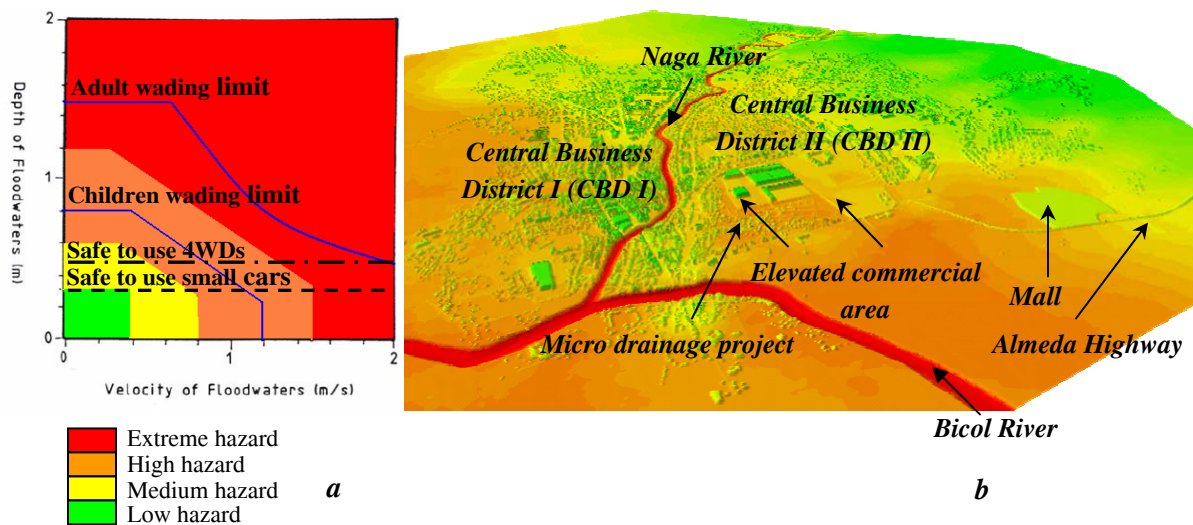 2
Adult wading limit
1
Children wading limit
Safe to use 4WDs
Safe to use small cars
0
0
1
2
Depth of Floodwaters (m)
Velocity of Floodwaters (m/s)
Extreme hazard
High hazard
Medium hazard
Low hazard
a
Naga River
Central Business
District I (CBD I)
Central Business
District II (CBD II)
Elevated commercial
area
Micro drainage project
Mall
Almeda Highway
Bicol River
b